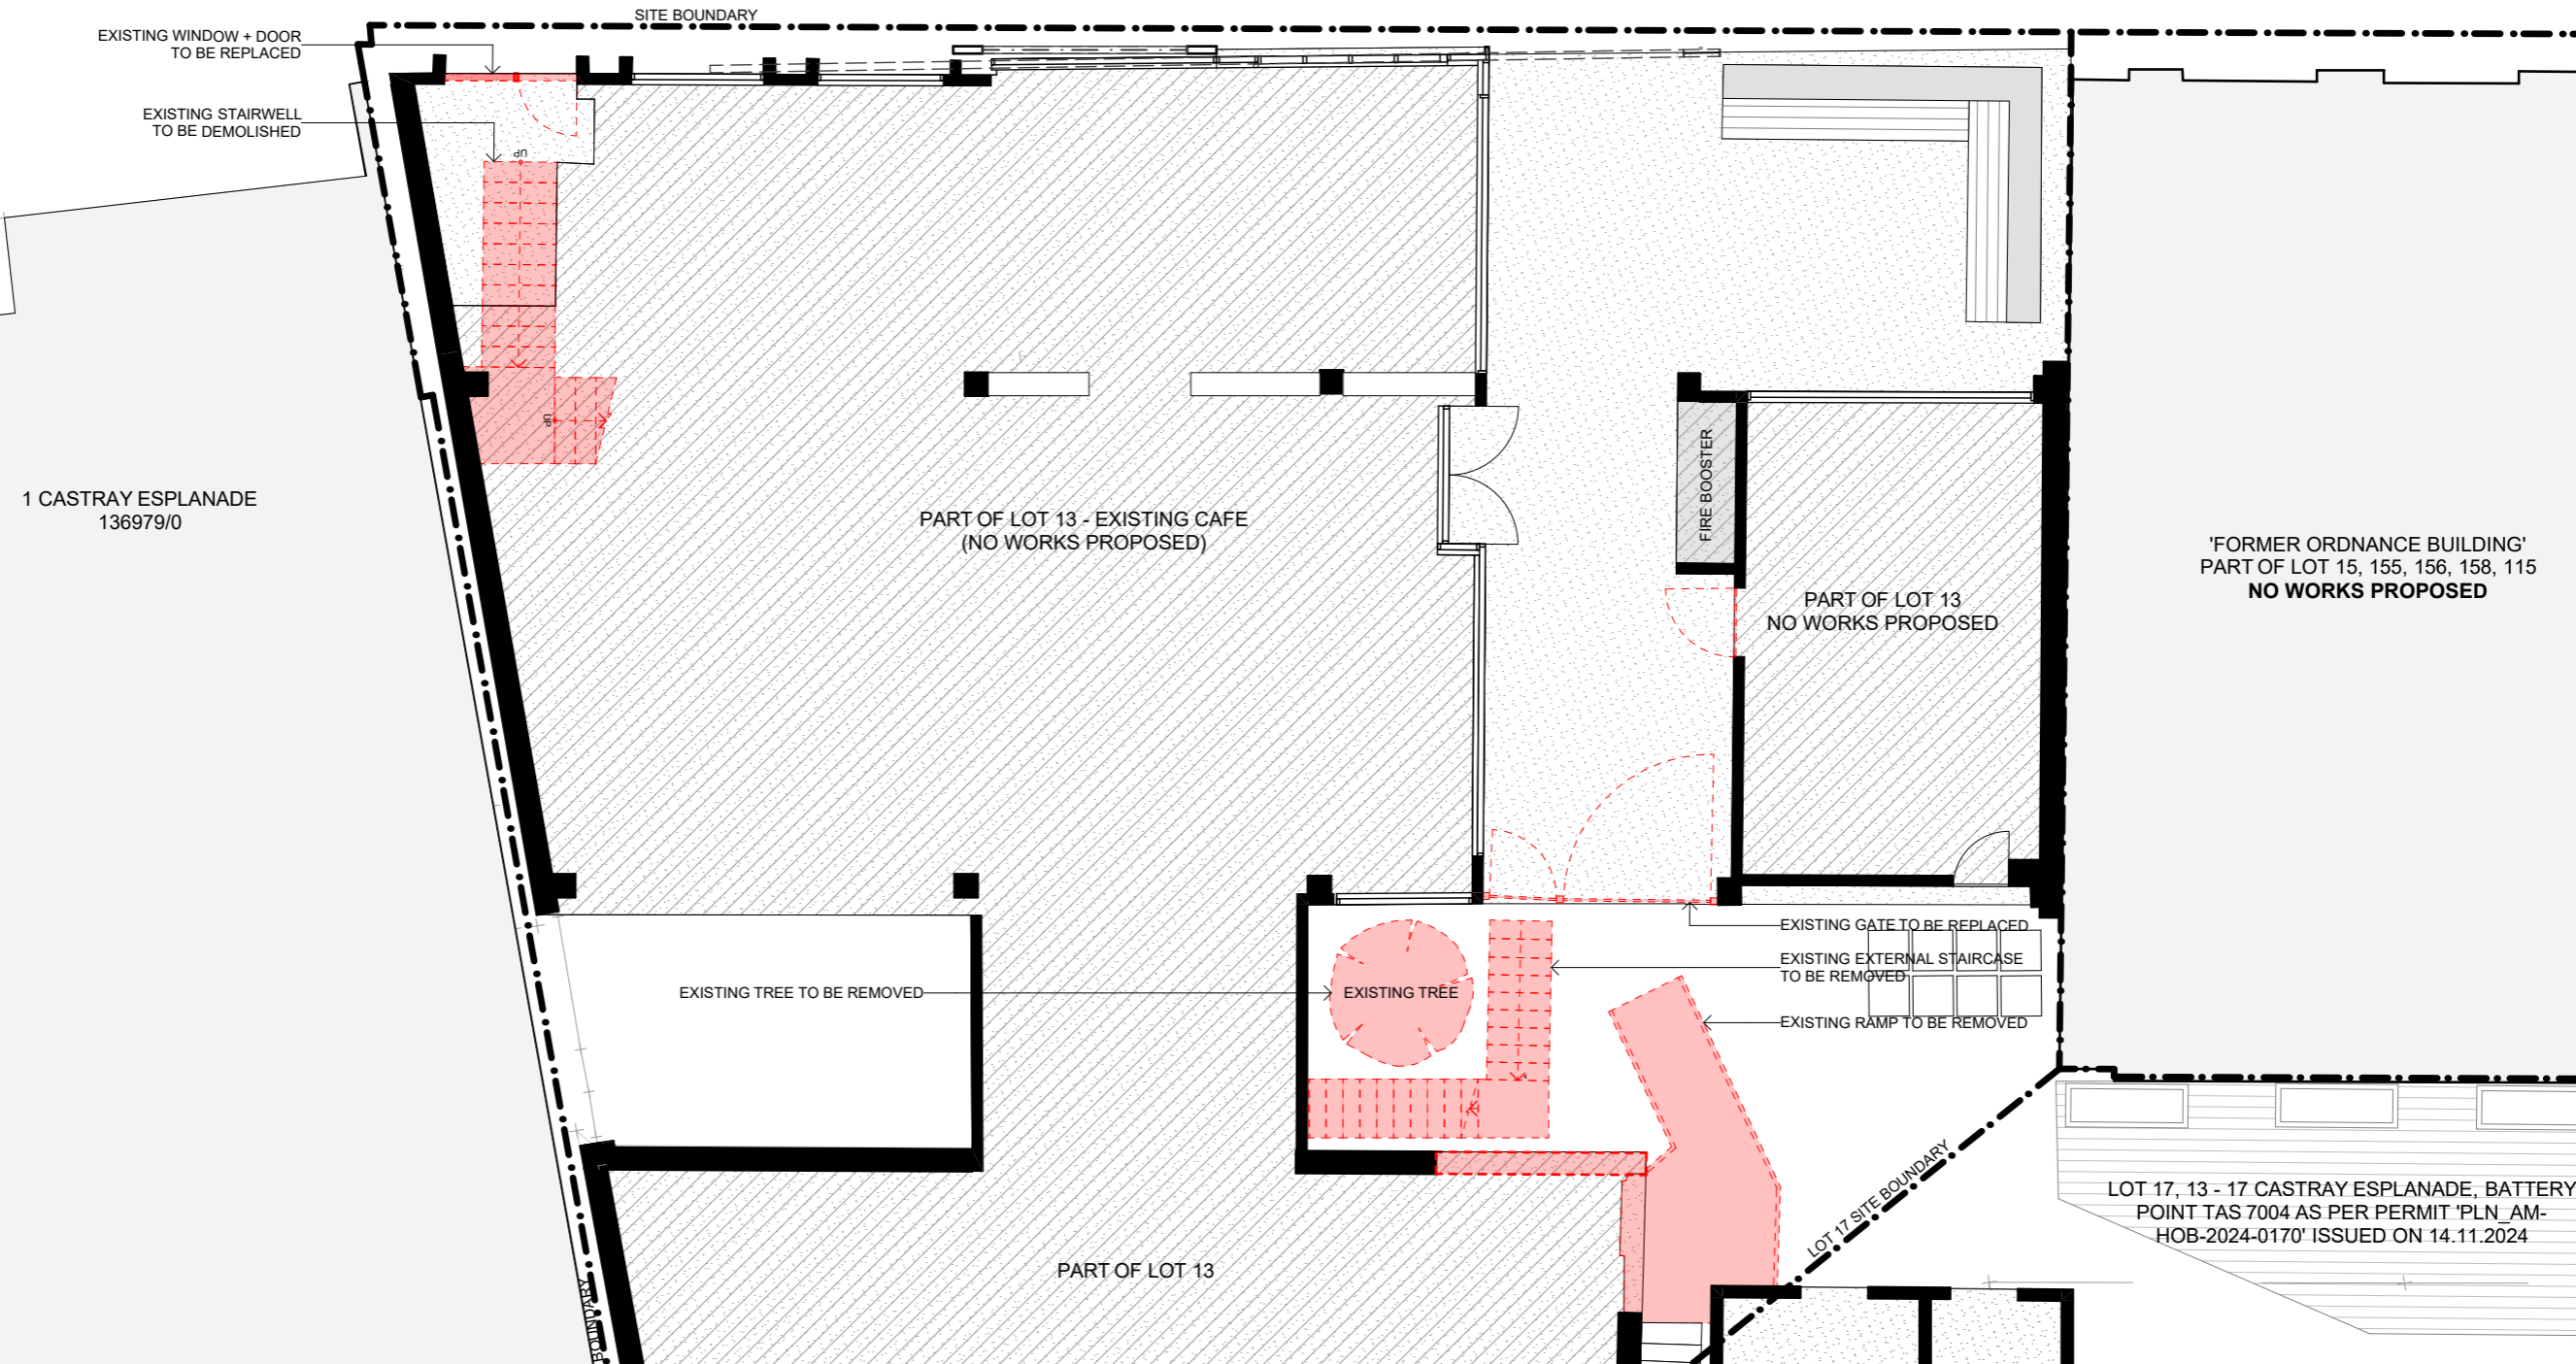 SITE BOUNDARY
EXISTING WINDOW + DOOR
TO BE REPLACED
EXISTING STAIRWELL
TO BE DEMOLISHED
UP
UP
1 CASTRAY ESPLANADE
136979/0
PART OF LOT 13 - EXISTING CAFE
(NO WORKS PROPOSED)
FIRE BOOSTER
PART OF LOT 13
NO WORKS PROPOSED
'FORMER ORDNANCE BUILDING'
PART OF LOT 15, 155, 156, 158, 115
NO WORKS PROPOSED
EXISTING GATE TO BE REPLACED
EXISTING EXTERNAL STAIRCASE
TO BE REMOVED
EXISTING TREE TO BE REMOVED
EXISTING TREE
EXISTING RAMP TO BE REMOVED
LOT 17 SITE BOUNDARY
LOT 17, 13 - 17 CASTRAY ESPLANADE, BATTERY
POINT TAS 7004 AS PER PERMIT 'PLN_AM-
HOB-2024-0170' ISSUED ON 14.11.2024
PART OF LOT 13
BOUNDARY